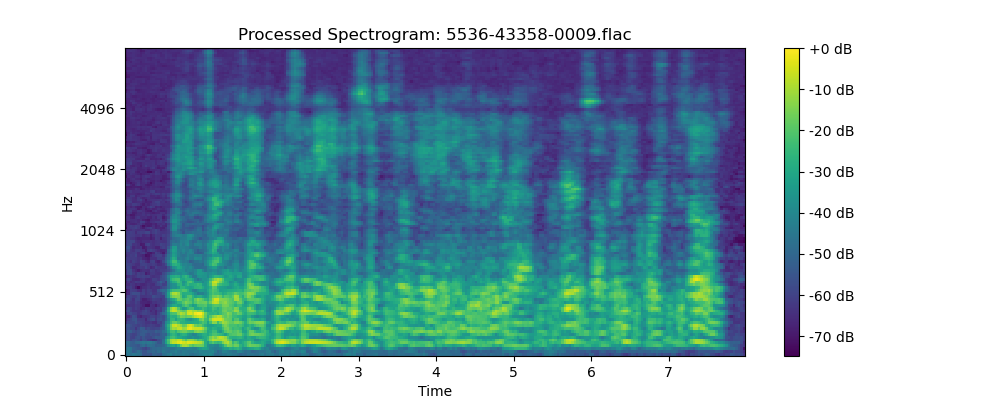 Processed Spectrogram: 5536-43358-0009.flac
Hz
4096
2048
1024
512
0
0 1 2 3 4 5 6 7
Time
+0 dB
-10 dB
-20 dB
-30 dB
-40 dB
-50 dB
-60 dB
-70 dB